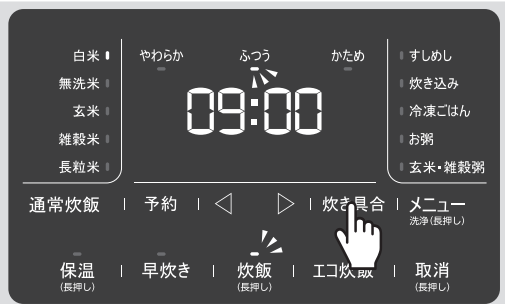 白米 やわらか ふつう かため すしめし
無洗米 炊き込み
玄米 09:00 冷凍ごはん
雑穀米 お粥
長粒米 玄米・雑穀粥
通常炊飯 予約 炊き具合 メニュー
洗浄(長押し)
保温 早炊き 炊飯 エコ炊飯 取消
(長押し) (長押し) (長押し)